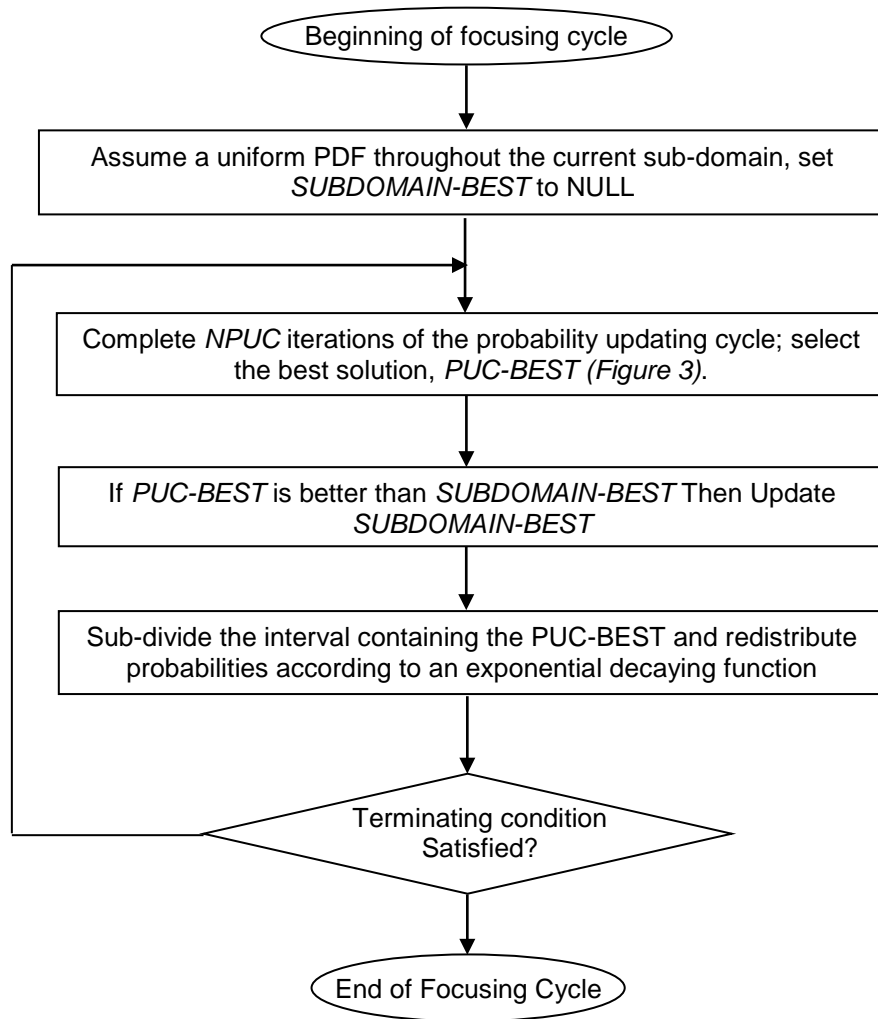 Beginning of focusing cycle
Assume a uniform PDF throughout the current sub-domain, set
SUBDOMAIN-BEST to NULL
Complete NPUC iterations of the probability updating cycle; select
the best solution, PUC-BEST (Figure 3).
If PUC-BEST is better than SUBDOMAIN-BEST Then Update
SUBDOMAIN-BEST
Sub-divide the interval containing the PUC-BEST and redistribute
probabilities according to an exponential decaying function
Terminating condition
Satisfied?
End of Focusing Cycle